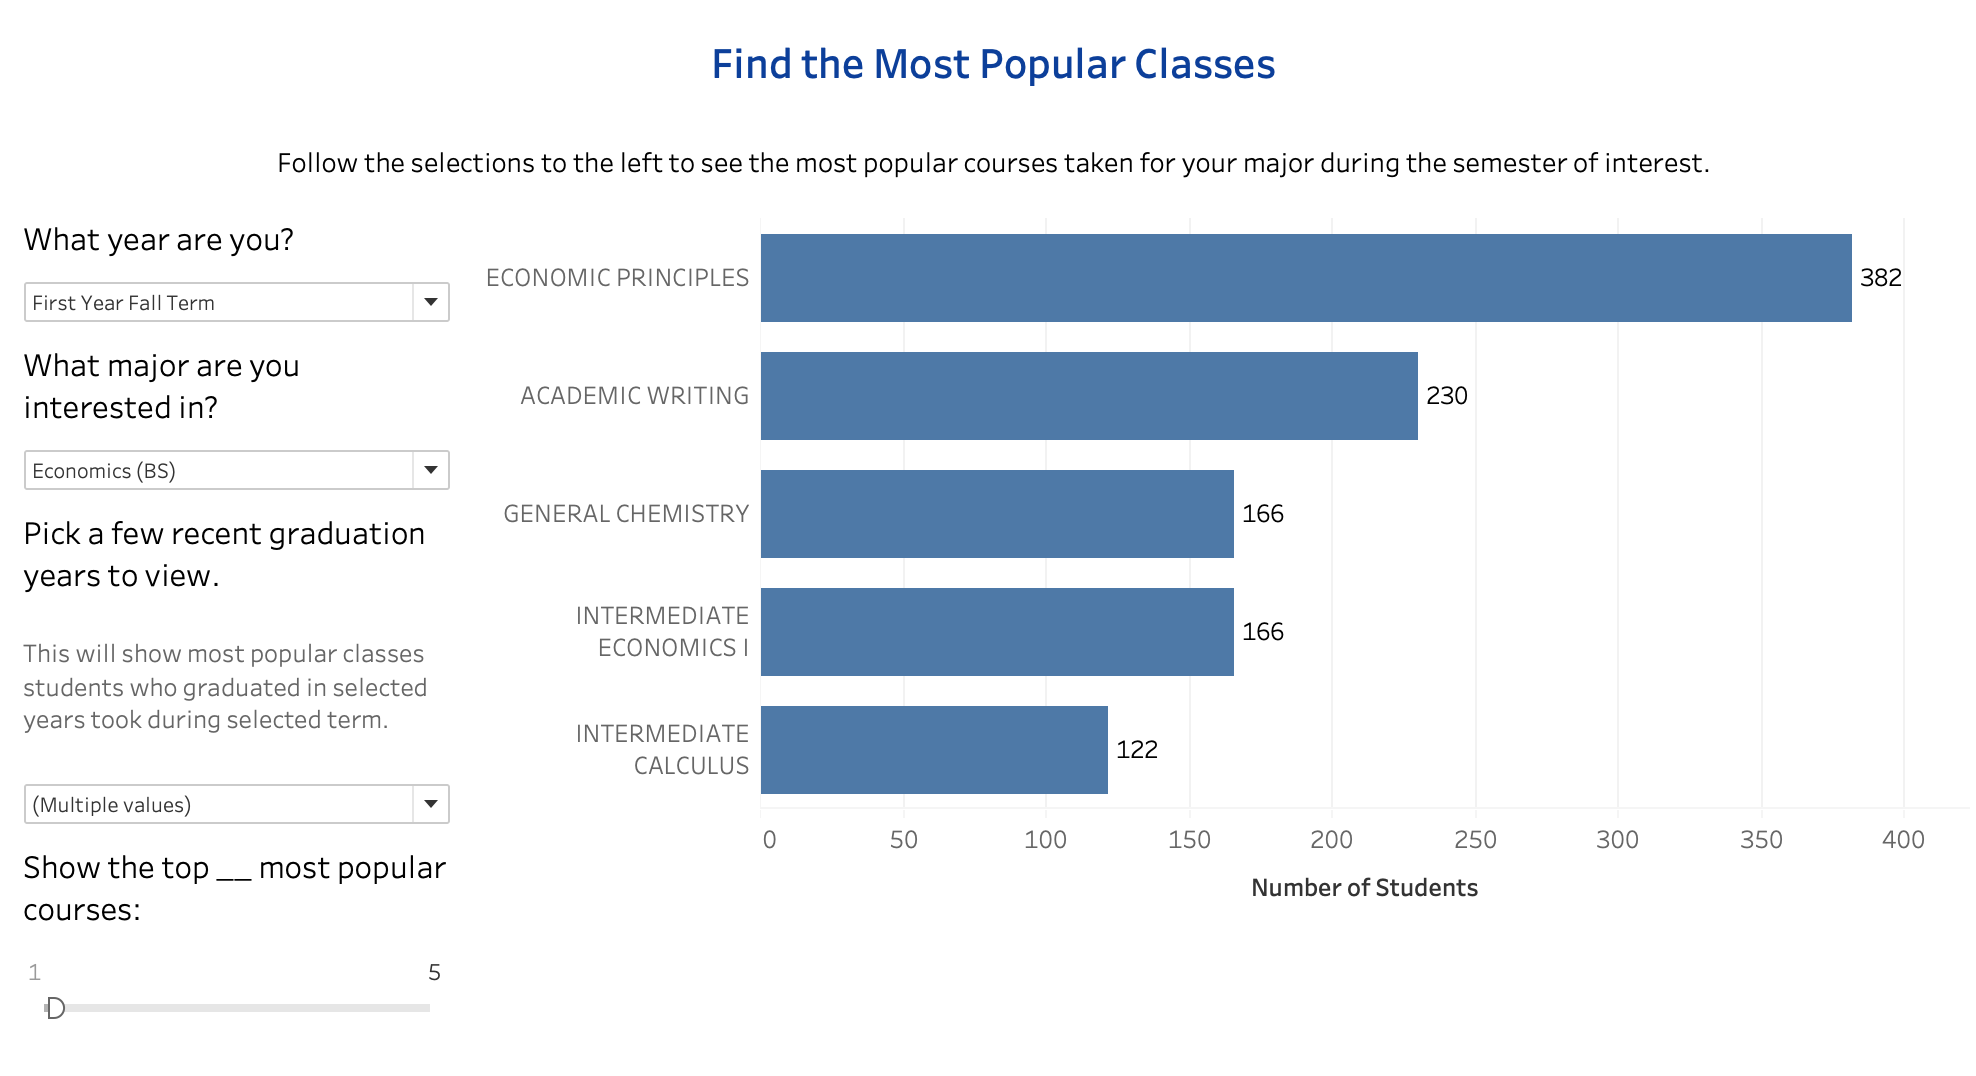 Find the Most Popular Classes
Follow the selections to the left to see the most popular courses taken for your major during the semester of interest.
What year are you?
First Year Fall Term
What major are you
interested in?
Economics (BS)
Pick a few recent graduation
years to view.
This will show most popular classes
students who graduated in selected
years took during selected term.
(Multiple values)
Show the top __ most popular
courses:
1 5
ECONOMIC PRINCIPLES 382
ACADEMIC WRITING 230
GENERAL CHEMISTRY 166
INTERMEDIATE
ECONOMICS I 166
INTERMEDIATE
CALCULUS 122
0 50 100 150 200 250 300 350 400
Number of Students